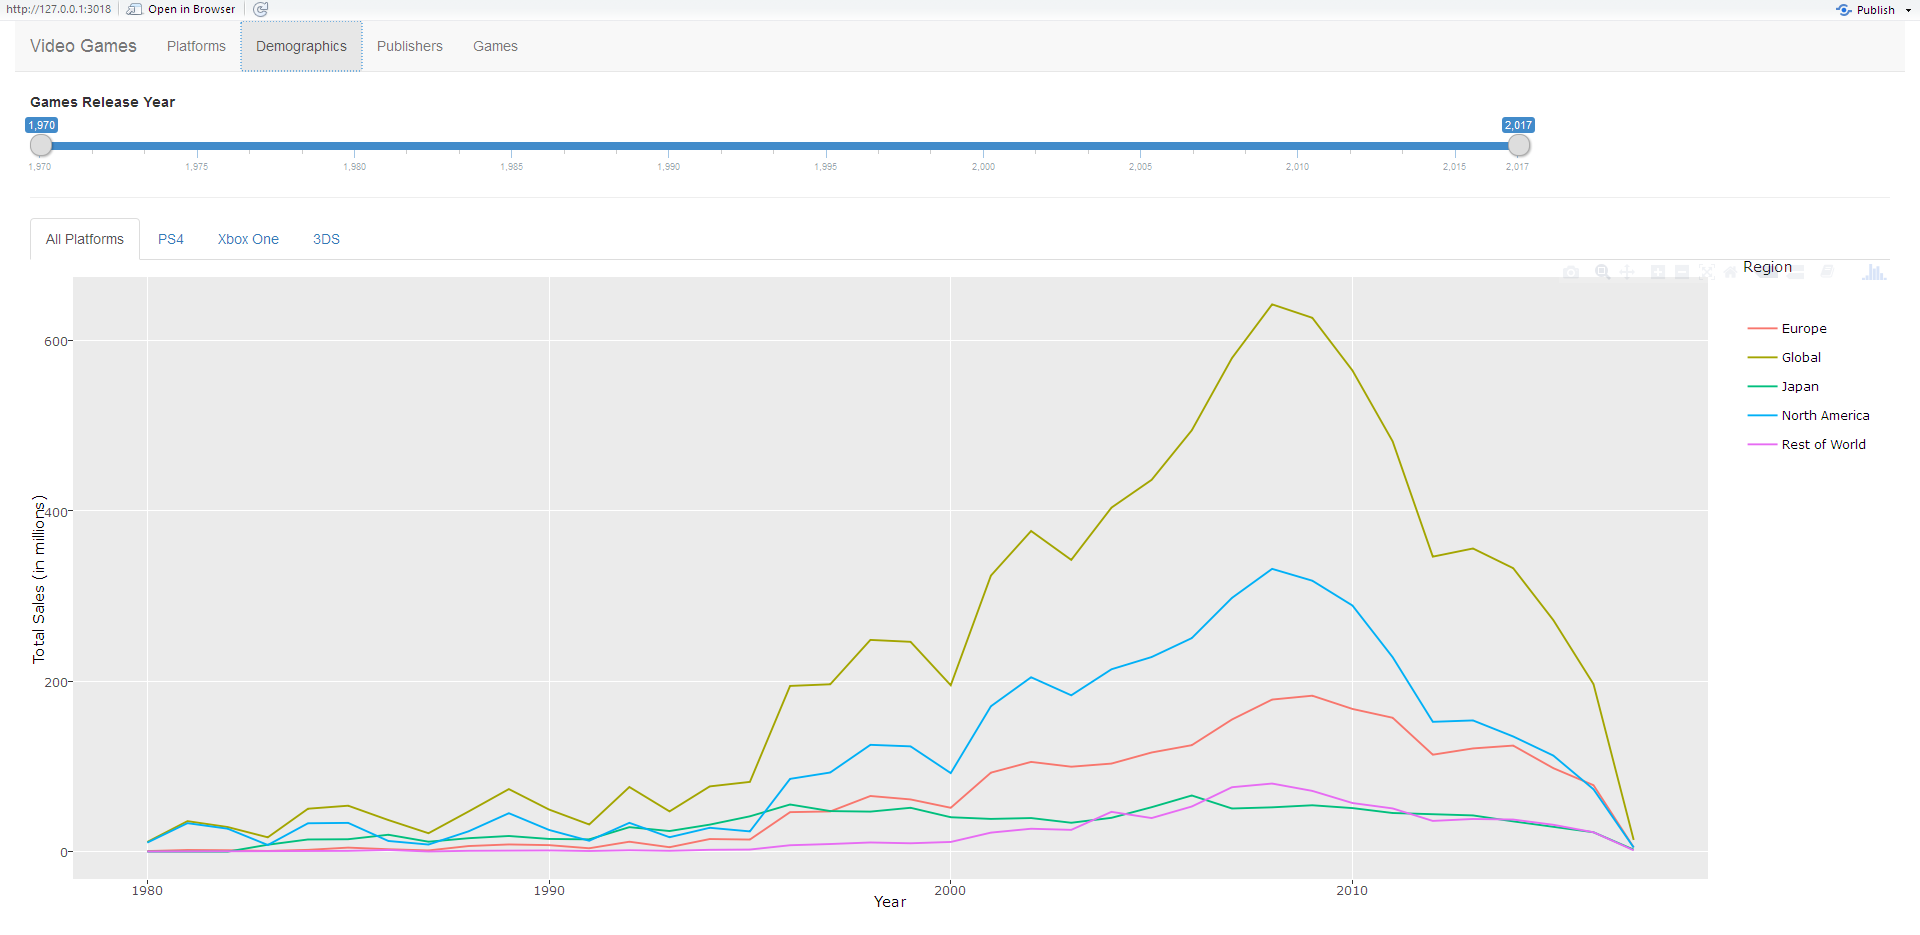 http://127.0.0.1:3018 Open in Browser Publish
Video Games Platforms Demographics Publishers Games
Games Release Year
1,970 2,017
1,970 1,975 1,980 1,985 1,990 1,995 2,000 2,005 2,010 2,015 2,017
All Platforms PS4 Xbox One 3DS
Region
Europe
Global
Japan
North America
Rest of World
Total Sales (in millions)
600
400
200
0
1980 1990 2000 2010
Year